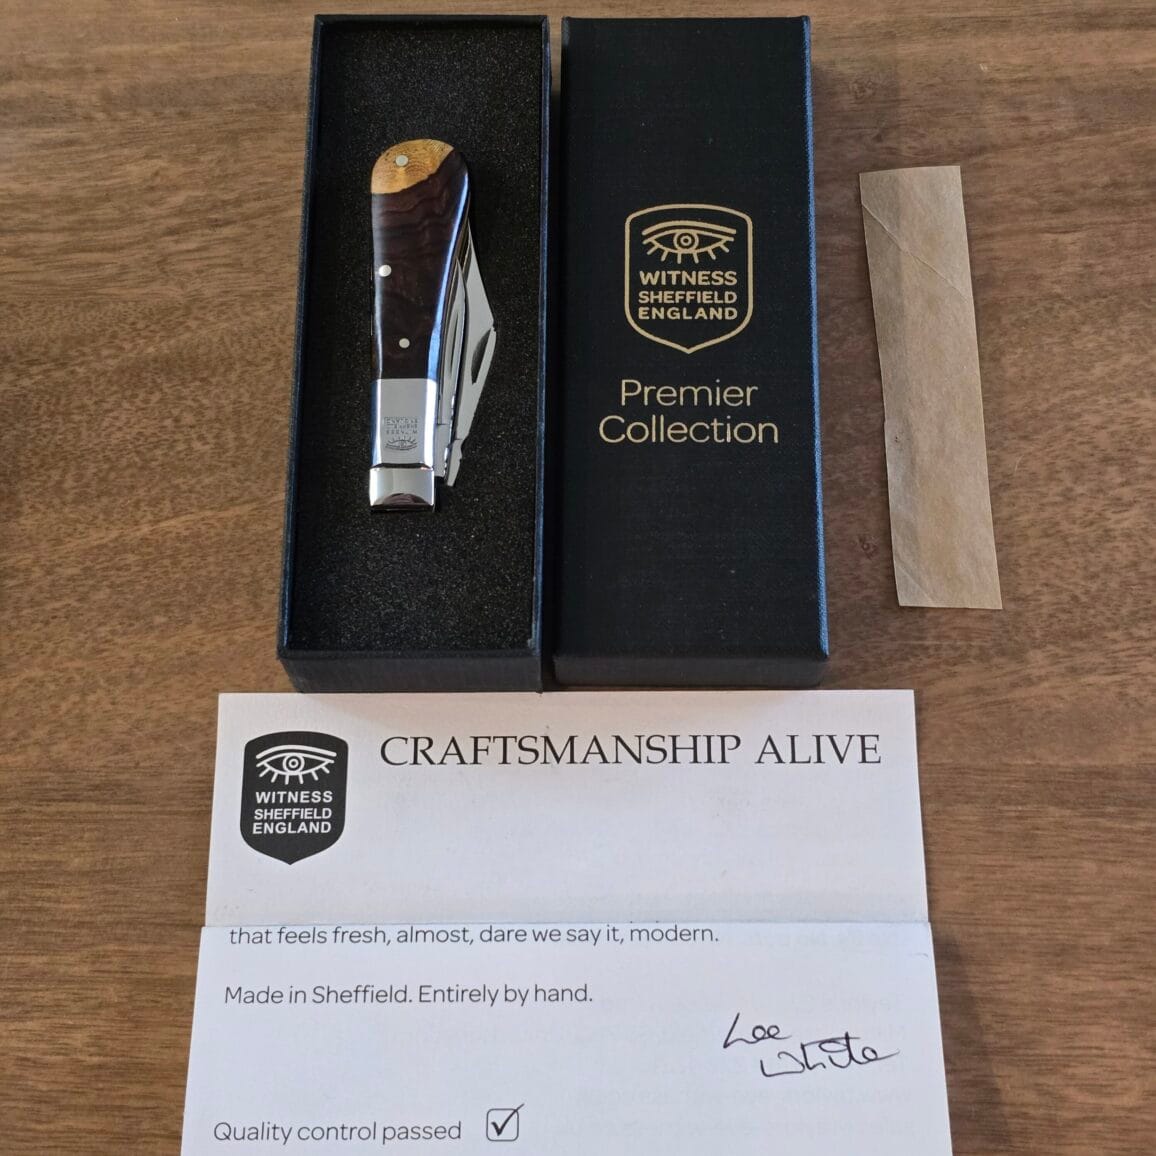 WITNESS
SHEFFIELD
ENGLAND
Premier
Collection
WITNESS
SHEFFIELD
ENGLAND
CRAFTSMANSHIP ALIVE
that feels fresh, almost, dare we say it, modern.
Made in Sheffield. Entirely by hand.
Lee
White
Quality control passed